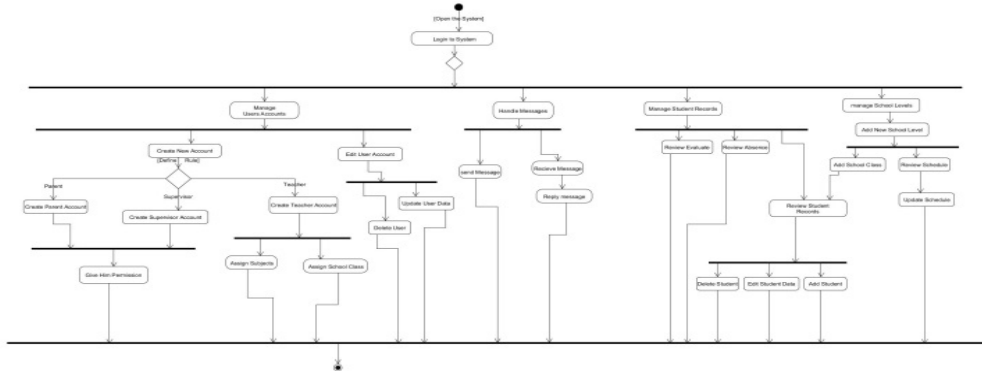 [Open the System]
Login to System
Manage
Users Accounts
Handle Messages
Manage Student Records
manage School Levels
Add New School Level
Create New Account
[Define Rule]
Edit User Account
send Message
Recieve Message
Reply message
Review Evaluate
Review Absence
Add School Class
Review Schedule
Update Schedule
Parent
Supervisor
Teacher
Create Parent Account
Create Supervisor Account
Create Teacher Account
Update User Data
Delete User
Review Student
Records
Give Him Permission
Assign Subjects
Assign School Class
Delete Student
Edit Student Data
Add Student